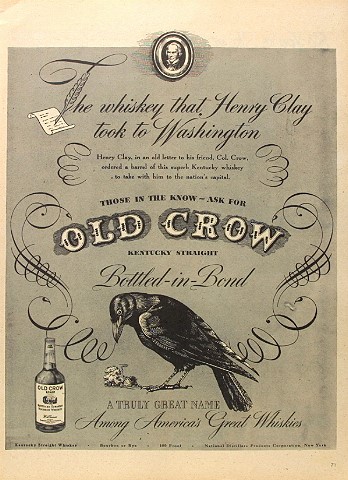 The whiskey that Henry Clay
took to Washington
Henry Clay, in an old letter to his friend, Col. Crow,
ordered a barrel of this superb Kentucky whiskey
. to take with him to the nation's capital.
THOSE IN THE KNOW—ASK FOR
OLD CROW
KENTUCKY STRAIGHT
Bottled-in-Bond
OLD CROW
A TRULY GREAT NAME
Among America's Great Whiskies
Kentucky Straight Whiskey · Bourbon or Rye · 100 Proof · National Distillers Products Corporation, New York